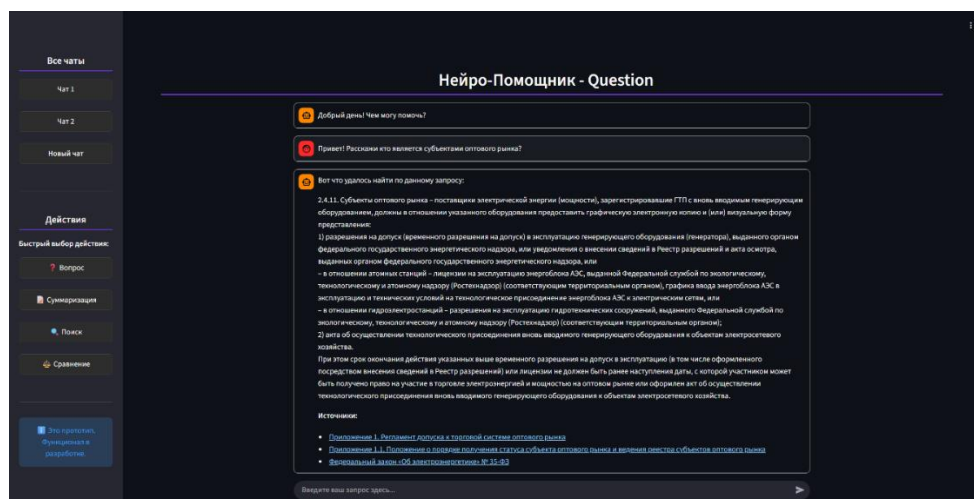 Все чаты
Чат 1
Чат 2
Новый чат
Действия
Быстрый выбор действия:
Вопрос
Суммаризация
Поиск
Сравнение
Это прототип.
Функционал в
разработке.
Нейро-Помощник - Question
Добрый день! Чем могу помочь?
Привет! Расскажи кто является субъектами оптового рынка?
Вот что удалось найти по данному запросу:
2.4.11. Субъекты оптового рынка – поставщики электрической энергии (мощности), зарегистрировавшие ГТП с вновь вводимым генерирующим
оборудованием, должны в отношении указанного оборудования предоставить графическую электронную копию и (или) визуальную форму
представления:
1) разрешения на допуск (временного разрешения на допуск) в эксплуатацию генерирующего оборудования (генератора), выданного органом
федерального государственного энергетического надзора, или уведомления о внесении сведений в Реестр разрешений и акта осмотра,
выданных органом федерального государственного энергетического надзора, или
– в отношении атомных станций – лицензии на эксплуатацию энергоблока АЭС, выданной Федеральной службой по экологическому,
технологическому и атомному надзору (Ростехнадзор) (соответствующим территориальным органом), графика ввода энергоблока АЭС в
эксплуатацию и технических условий на технологическое присоединение энергоблока АЭС к электрическим сетям, или
– в отношении гидроэлектростанций – разрешения на эксплуатацию гидротехнических сооружений, выданного Федеральной службой по
экологическому, технологическому и атомному надзору (Ростехнадзор) (соответствующим территориальным органом);
2) акта об осуществлении технологического присоединения вновь вводимого генерирующего оборудования к объектам электросетевого
хозяйства.
При этом срок окончания действия указанных выше временного разрешения на допуск в эксплуатацию (в том числе оформленного
посредством внесения сведений в Реестр разрешений) или лицензии не должен быть ранее наступления даты, с которой участником может
быть получено право на участие в торговле электроэнергией и мощностью на оптовом рынке или оформлен акт об осуществлении
технологического присоединения вновь вводимого генерирующего оборудования к объектам электросетевого хозяйства.
Источники:
Приложение 1. Регламент допуска к торговой системе оптового рынка
Приложение 1.1. Положение о порядке получения статуса субъекта оптового рынка и ведения реестра субъектов оптового рынка
Федеральный закон «Об электроэнергетике» № 35-ФЗ
Введите ваш запрос здесь...